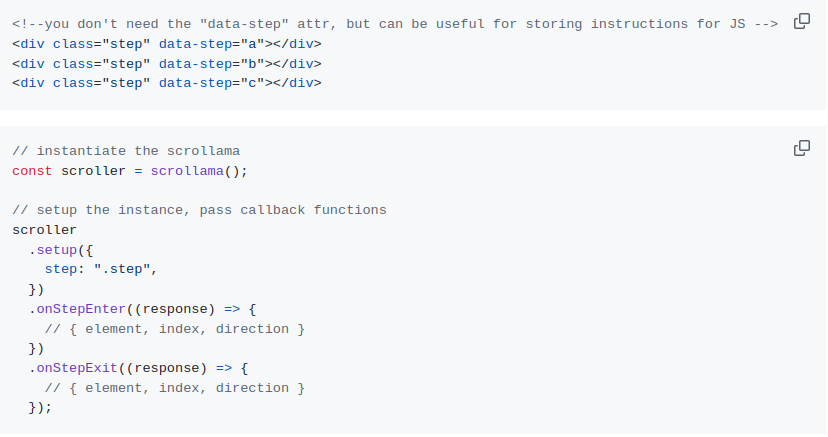 <!--you don't need the "data-step" attr, but can be useful for storing instructions for JS -->
<div class="step" data-step="a"></div>
<div class="step" data-step="b"></div>
<div class="step" data-step="c"></div>
// instantiate the scrollama
const scroller = scrollama();
// setup the instance, pass callback functions
scroller
  .setup({
    step: ".step",
  })
  .onStepEnter((response) => {
    // { element, index, direction }
  })
  .onStepExit((response) => {
    // { element, index, direction }
  });